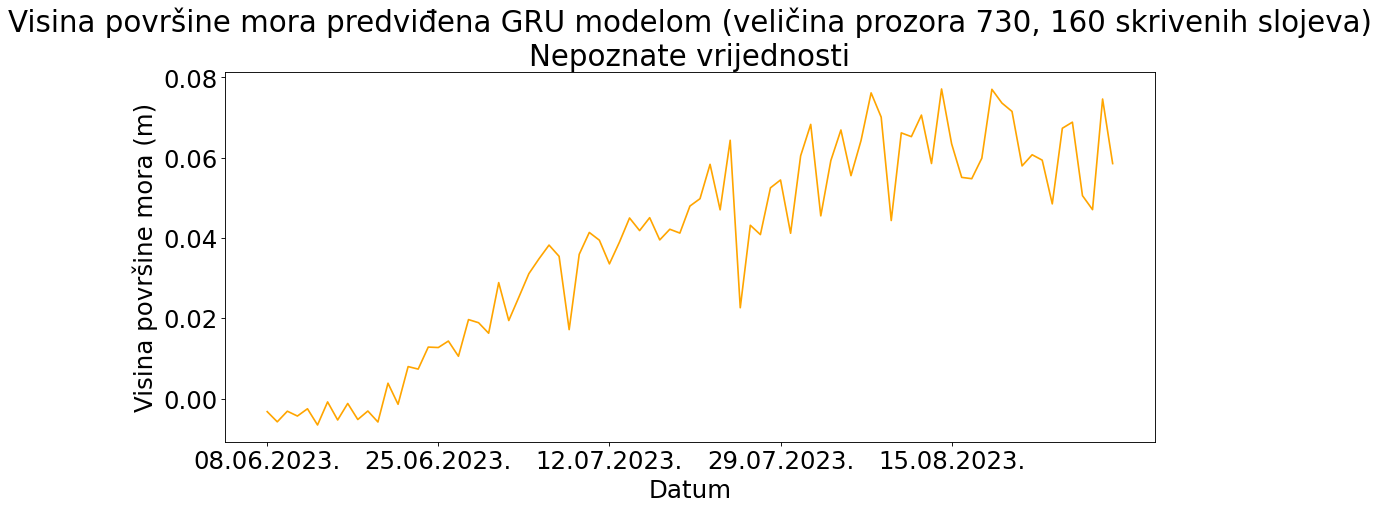 Visina površine mora predviđena GRU modelom (veličina prozora 730, 160 skrivenih slojeva)
Nepoznate vrijednosti
Visina površine mora (m)
0.08
0.06
0.04
0.02
0.00
08.06.2023. 25.06.2023. 12.07.2023. 29.07.2023. 15.08.2023.
Datum